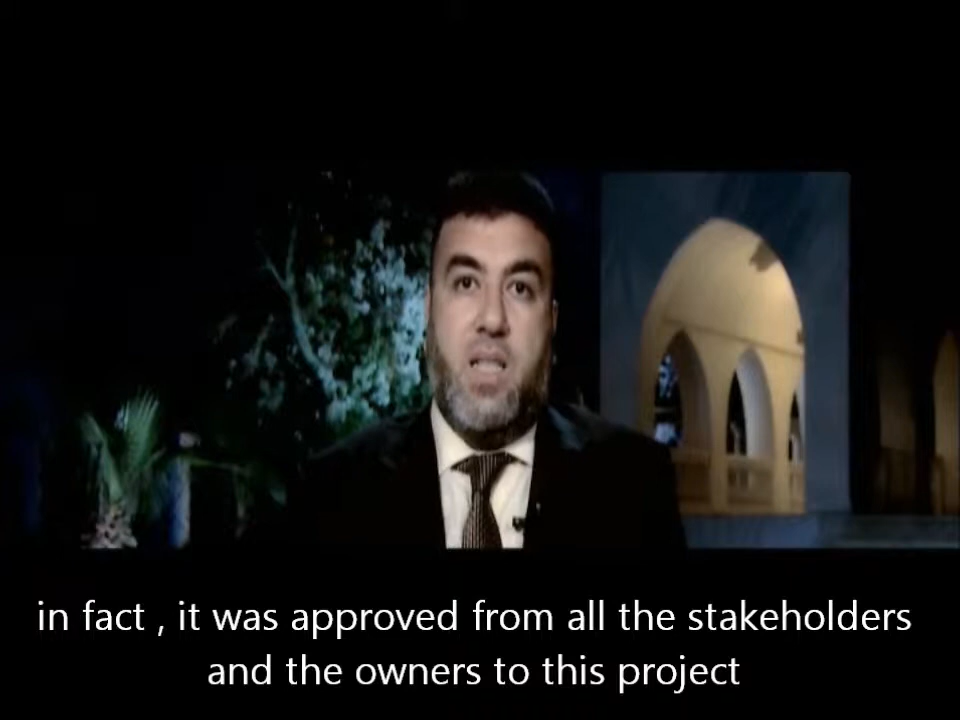 in fact , it was approved from all the stakeholders
and the owners to this project